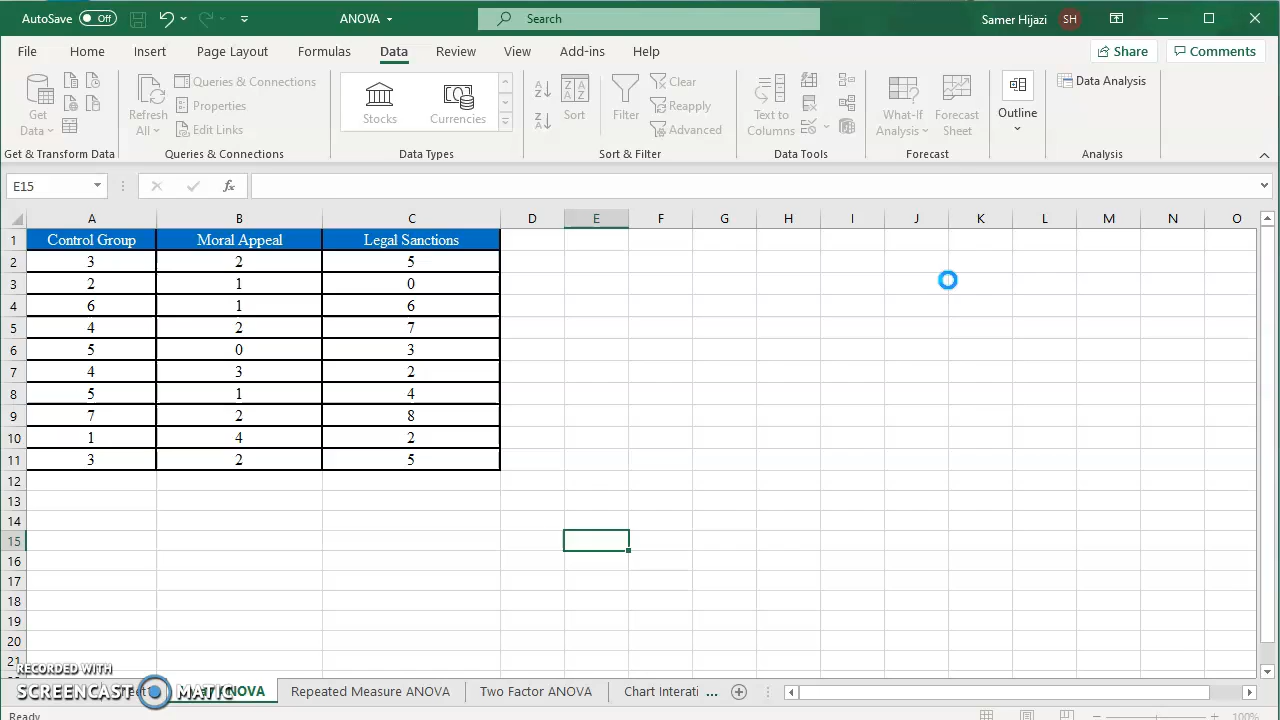 AutoSave Off ANOVA Search Samer Hijazi SH
File Home Insert Page Layout Formulas Data Review View Add-ins Help Share Comments
Get Data
Refresh All
Queries & Connections
Properties
Edit Links
Stocks
Currencies
Sort
Filter
Clear
Reapply
Advanced
Text to Columns
What-If Analysis
Forecast Sheet
Outline
Data Analysis
Get & Transform Data Queries & Connections Data Types Sort & Filter Data Tools Forecast Analysis
E15 fx
A B C D E F G H I J K L M N O
1 Control Group Moral Appeal Legal Sanctions
2 3 2 5
3 2 1 0
4 6 1 6
5 4 2 7
6 5 0 3
7 4 3 2
8 5 1 4
9 7 2 8
10 1 4 2
11 3 2 5
12
13
14
15
16
17
18
19
20
21
RECORDED WITH
SCREENCAST MATIC
ANOVA Repeated Measure ANOVA Two Factor ANOVA Chart Interati ...
Ready 100%